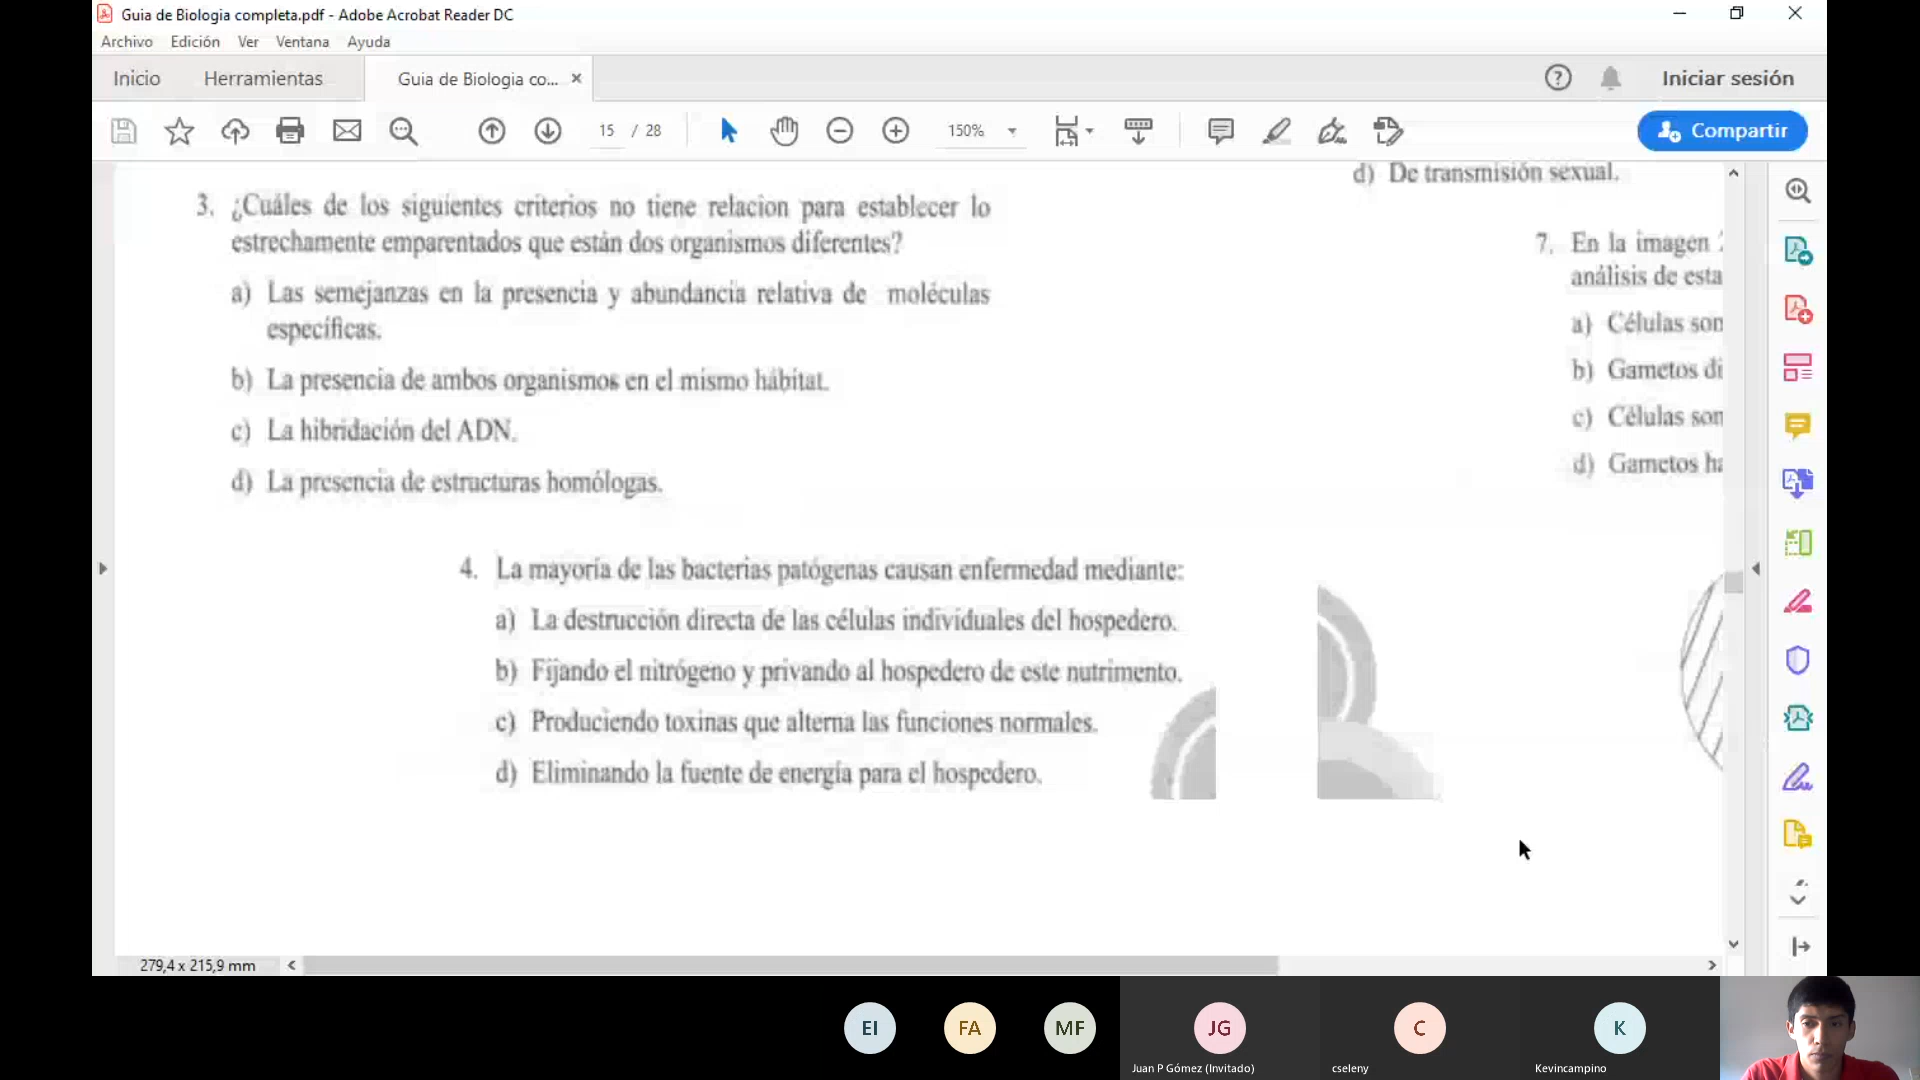 Guia de Biologia completa.pdf - Adobe Acrobat Reader DC
Archivo Edición Ver Ventana Ayuda
Inicio Herramientas Guia de Biologia co... Iniciar sesión
15 / 28 150% Compartir
3. ¿Cuáles de los siguientes criterios no tiene relacion para establecer lo
estrechamente emparentados que están dos organismos diferentes?
a) Las semejanzas en la presencia y abundancia relativa de moléculas
específicas.
b) La presencia de ambos organismos en el mismo hábitat.
c) La hibridación del ADN.
d) La presencia de estructuras homólogas.
4. La mayoría de las bacterias patógenas causan enfermedad mediante:
a) La destrucción directa de las células individuales del hospedero.
b) Fijando el nitrógeno y privando al hospedero de este nutrimento.
c) Produciendo toxinas que alterna las funciones normales.
d) Eliminando la fuente de energía para el hospedero.
d) De transmisión sexual.
7. En la imagen
análisis de esta
a) Células son
b) Gametos di
c) Células son
d) Gametos ha
279,4 x 215,9 mm
EI FA MF JG C K
Juan P Gómez (Invitado) cseleny Kevincampino